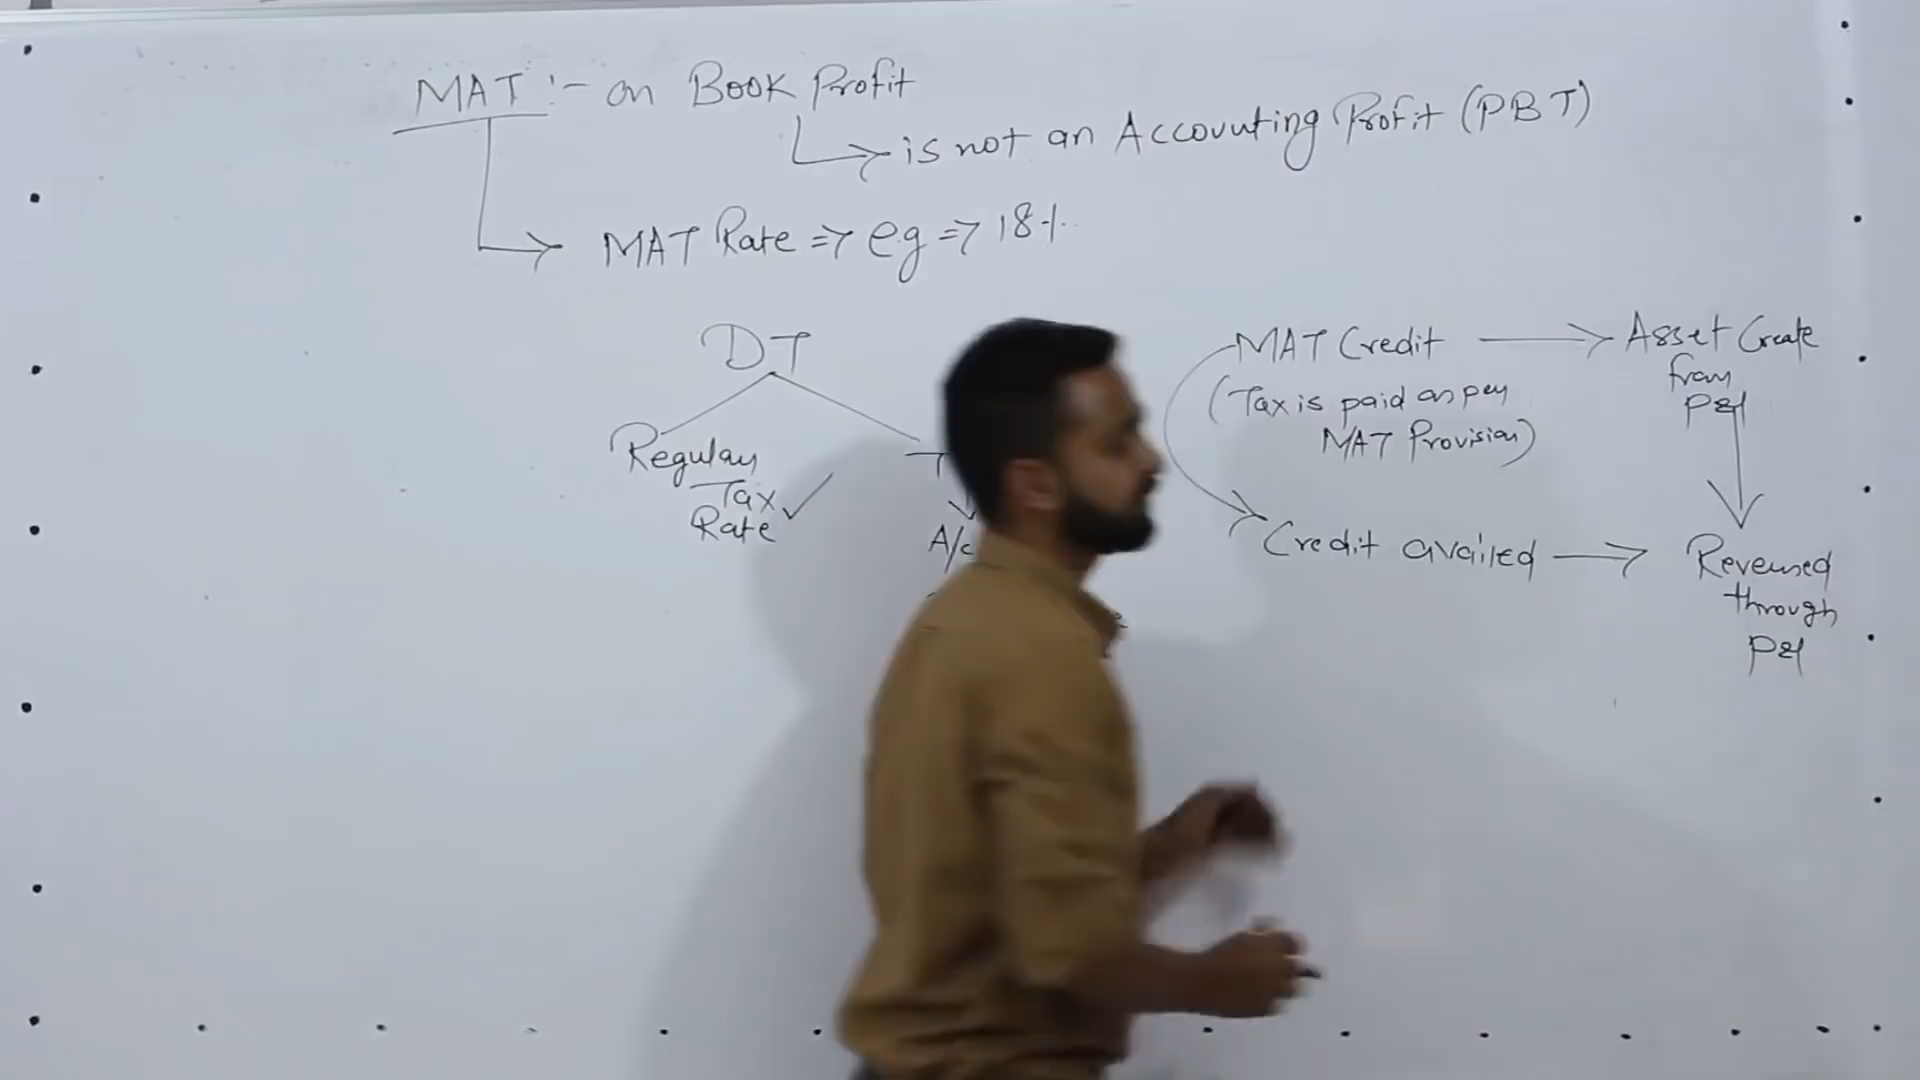 MAT :- on Book Profit
is not an Accounting Profit (PBT)
MAT Rate => eg => 18%
DT
Regular
Tax
Rate
A/c
MAT Credit
(Tax is paid as per
MAT Provision)
Credit availed
Asset Create
from
P&L
Reversed
through
P&L